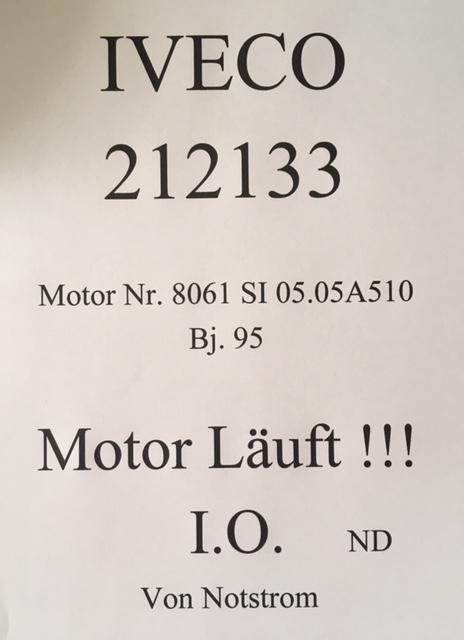 IVECO
212133
Motor Nr. 8061 SI 05.05A510
Bj. 95
Motor Läuft !!!
I.O. ND
Von Notstrom